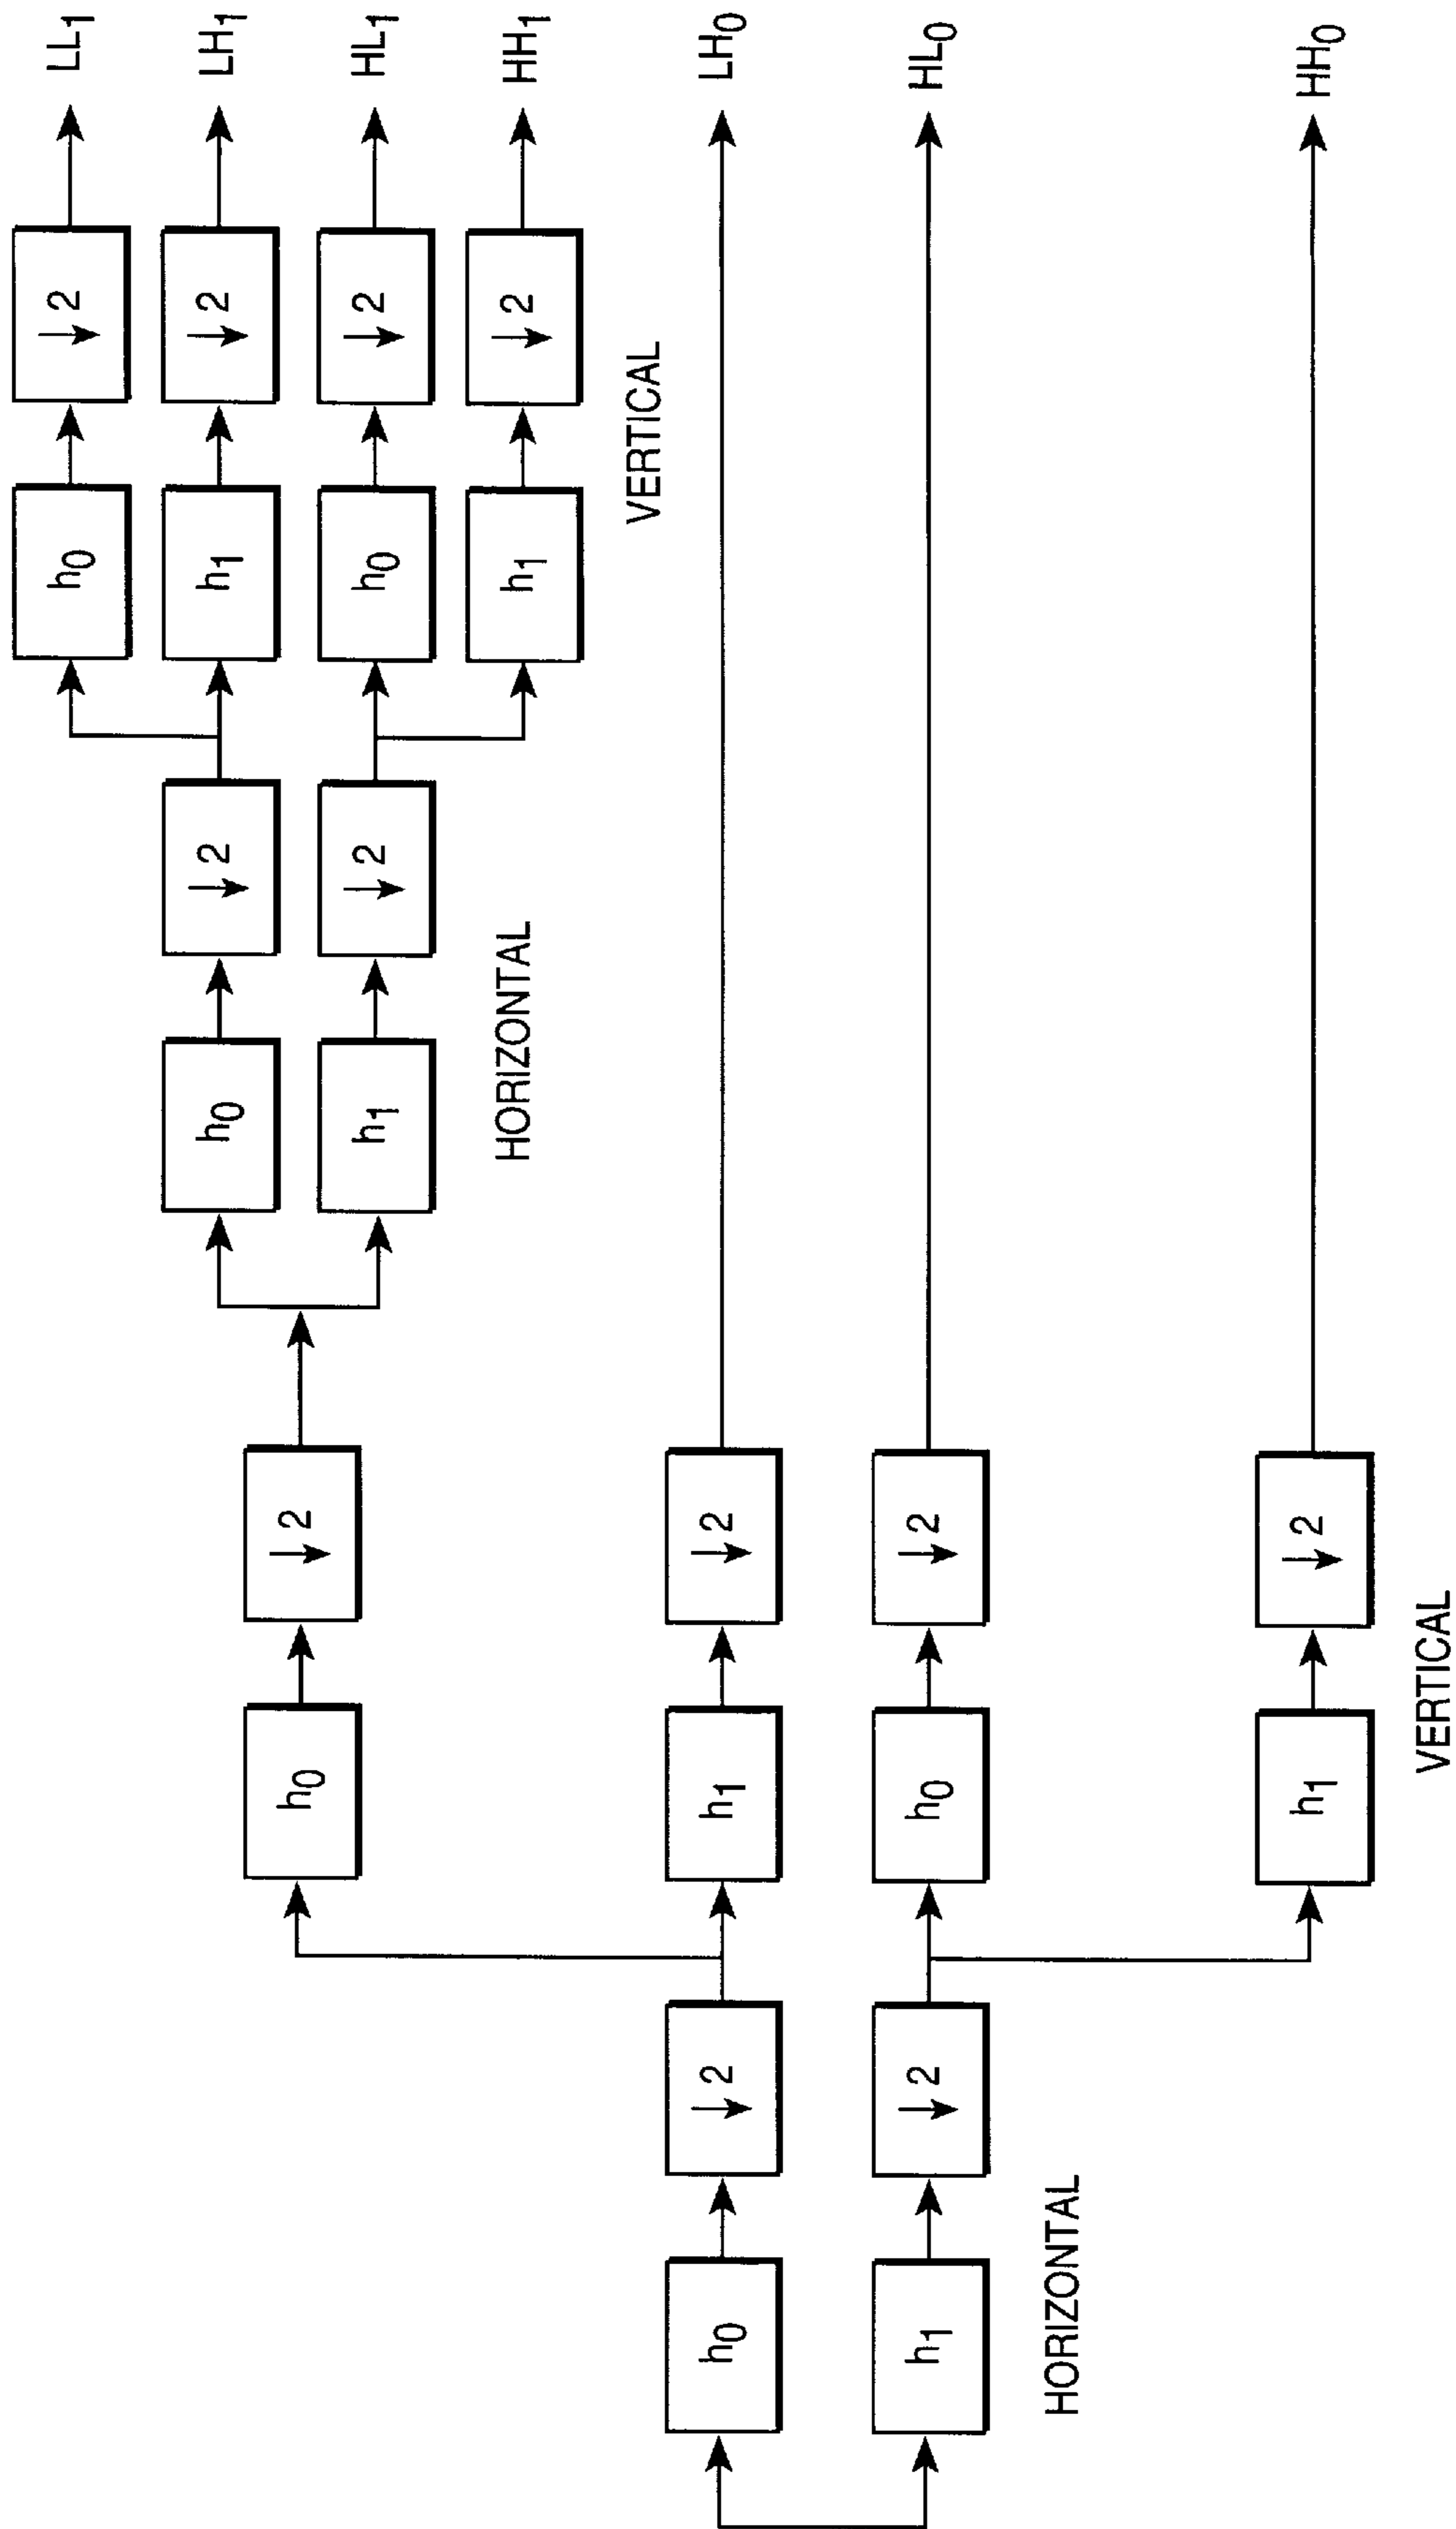 h0 ↓2 LL1
h0 ↓2 h1 ↓2 LH1
h0 ↓2
h1 ↓2 h0 ↓2 HL1
HORIZONTAL h1 ↓2 HH1
VERTICAL
h0 ↓2 h1 ↓2 LH0
h1 ↓2 h0 ↓2 HL0
HORIZONTAL
h1 ↓2 HH0
VERTICAL